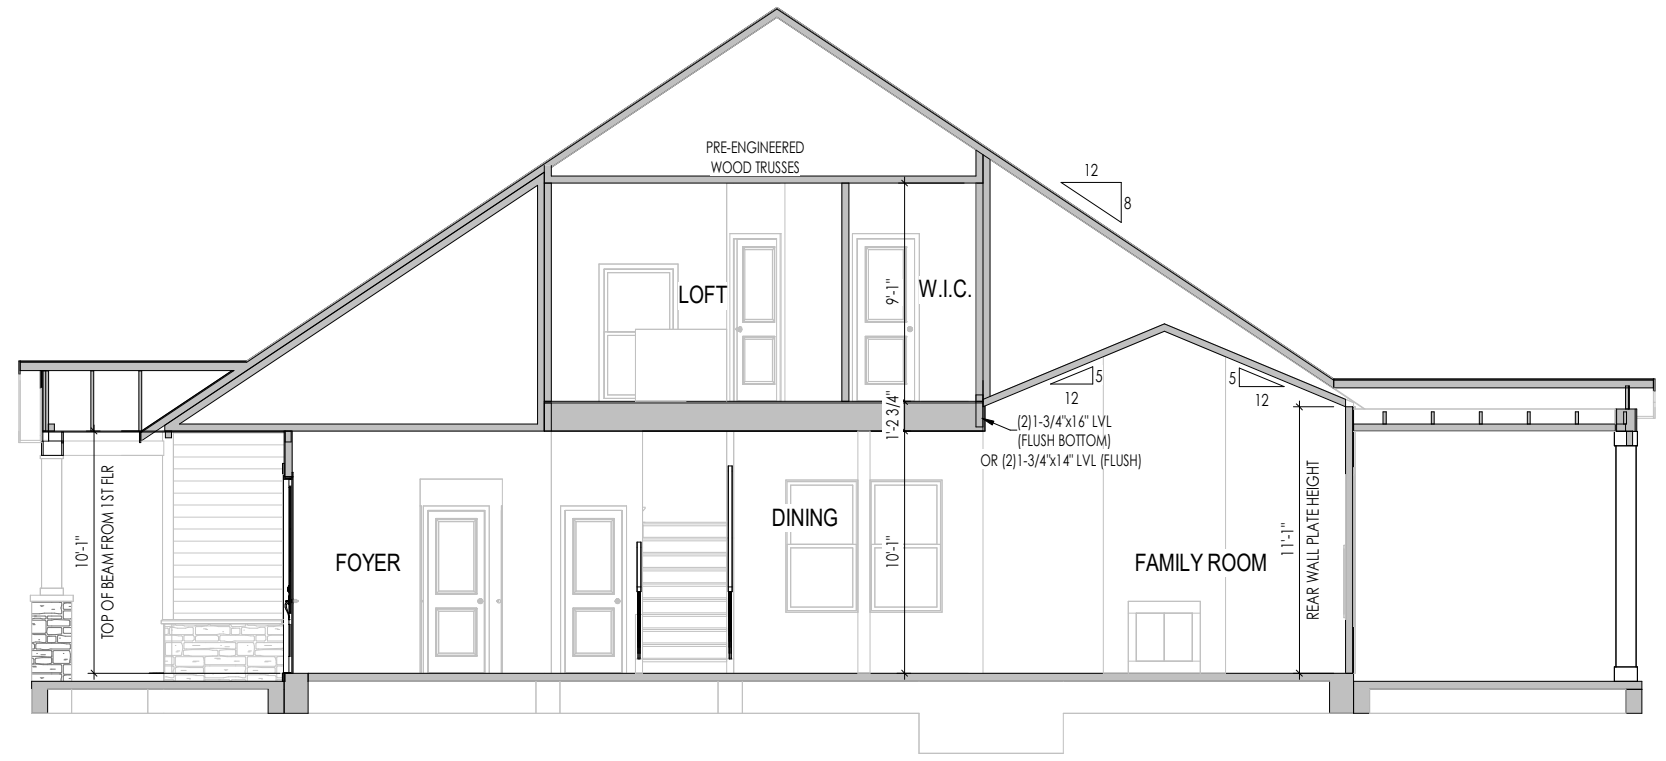 PRE-ENGINEERED
WOOD TRUSSES
12
8
LOFT
9'-1"
W.I.C.
5
12
5
12
1'-2 3/4"
(2)1-3/4"x16" LVL
(FLUSH BOTTOM)
OR (2)1-3/4"x14" LVL (FLUSH)
10'-1"
TOP OF BEAM FROM 1ST FLR
FOYER
DINING
10'-1"
FAMILY ROOM
11'-1"
REAR WALL PLATE HEIGHT